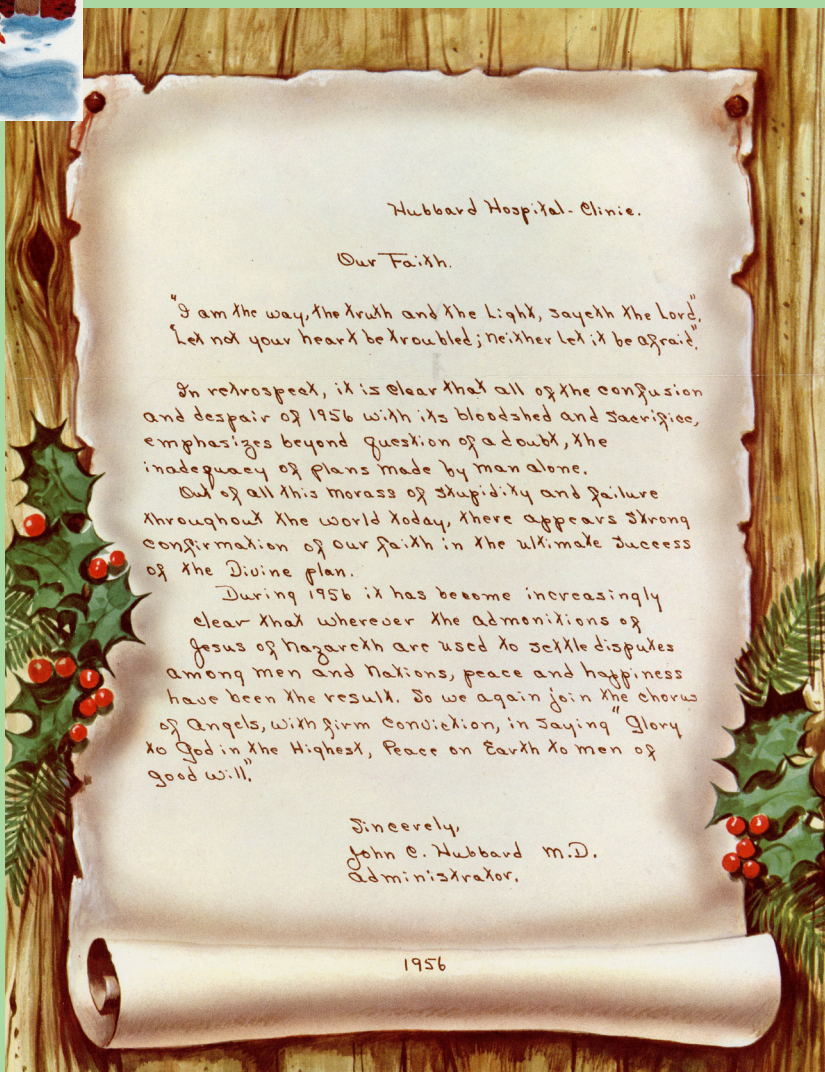 Hubbard Hospital - Clinic.
Our Faith.
"I am the way, the truth and the Light, sayeth the Lord".
"Let not your heart be troubled; neither let it be afraid".
In retrospect, it is clear that all of the confusion
and despair of 1956 with its bloodshed and sacrifice,
emphasizes beyond question of a doubt, the
inadequacy of plans made by man alone.
Out of all this morass of stupidity and failure
throughout the world today, there appears strong
confirmation of our faith in the ultimate success
of the Divine plan.
During 1956 it has become increasingly
clear that wherever the admonitions of
Jesus of Nazareth are used to settle disputes
among men and Nations, peace and happiness
have been the result. So we again join the chorus
of Angels, with firm conviction, in saying "Glory
to God in the Highest, Peace on Earth to men of
good will".
Sincerely,
John C. Hubbard M.D.
Administrator.
1956